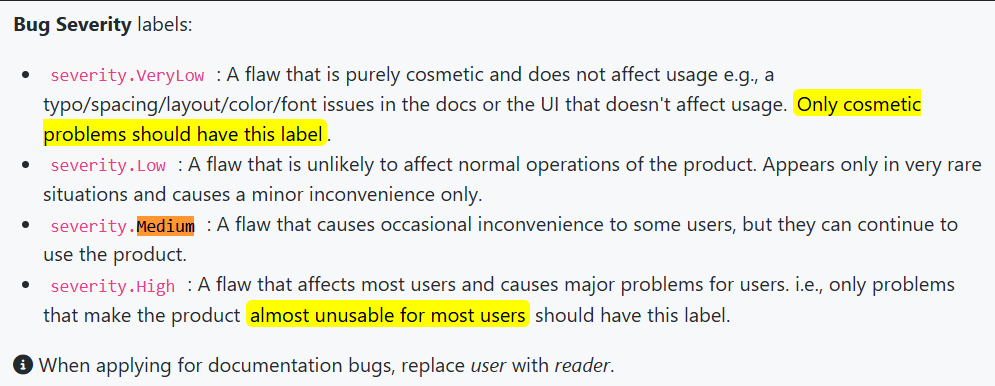 Bug Severity labels:
severity.VeryLow : A flaw that is purely cosmetic and does not affect usage e.g., a
typo/spacing/layout/color/font issues in the docs or the UI that doesn't affect usage. Only cosmetic
problems should have this label.
severity.Low : A flaw that is unlikely to affect normal operations of the product. Appears only in very rare
situations and causes a minor inconvenience only.
severity.Medium : A flaw that causes occasional inconvenience to some users, but they can continue to
use the product.
severity.High : A flaw that affects most users and causes major problems for users. i.e., only problems
that make the product almost unusable for most users should have this label.
When applying for documentation bugs, replace user with reader.